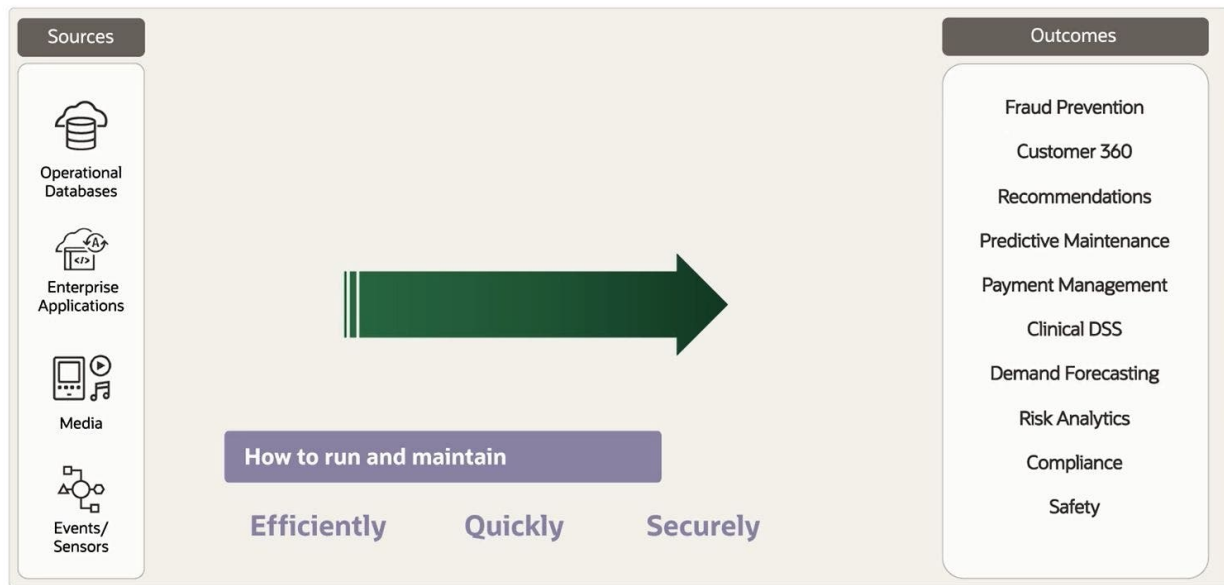 Sources
Operational
Databases
A
</>
Enterprise
Applications
Media
Events/
Sensors
How to run and maintain
Efficiently Quickly Securely
Outcomes
Fraud Prevention
Customer 360
Recommendations
Predictive Maintenance
Payment Management
Clinical DSS
Demand Forecasting
Risk Analytics
Compliance
Safety